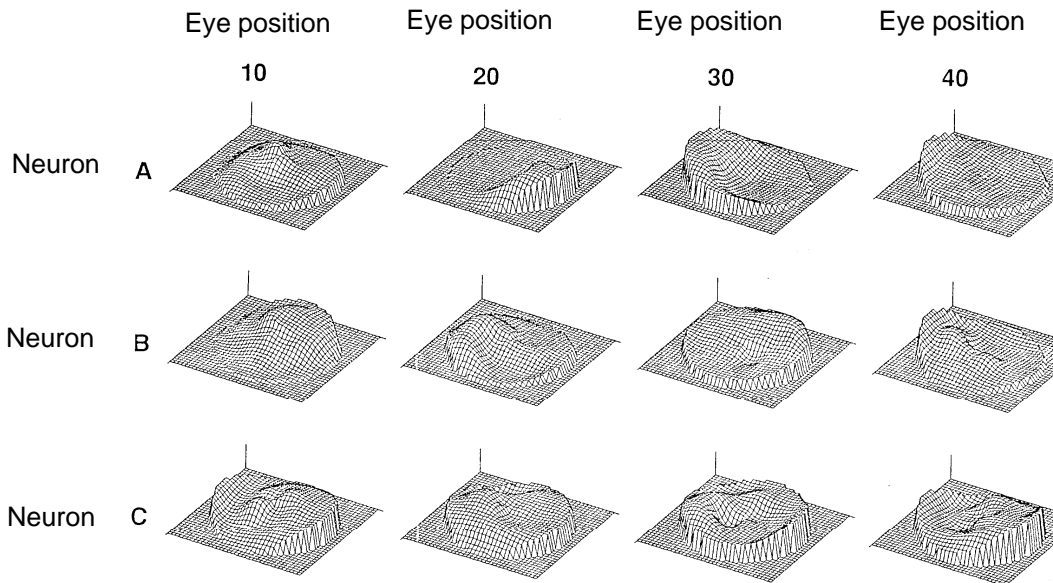 Eye position Eye position Eye position Eye position
10 20 30 40
Neuron A
Neuron B
Neuron C